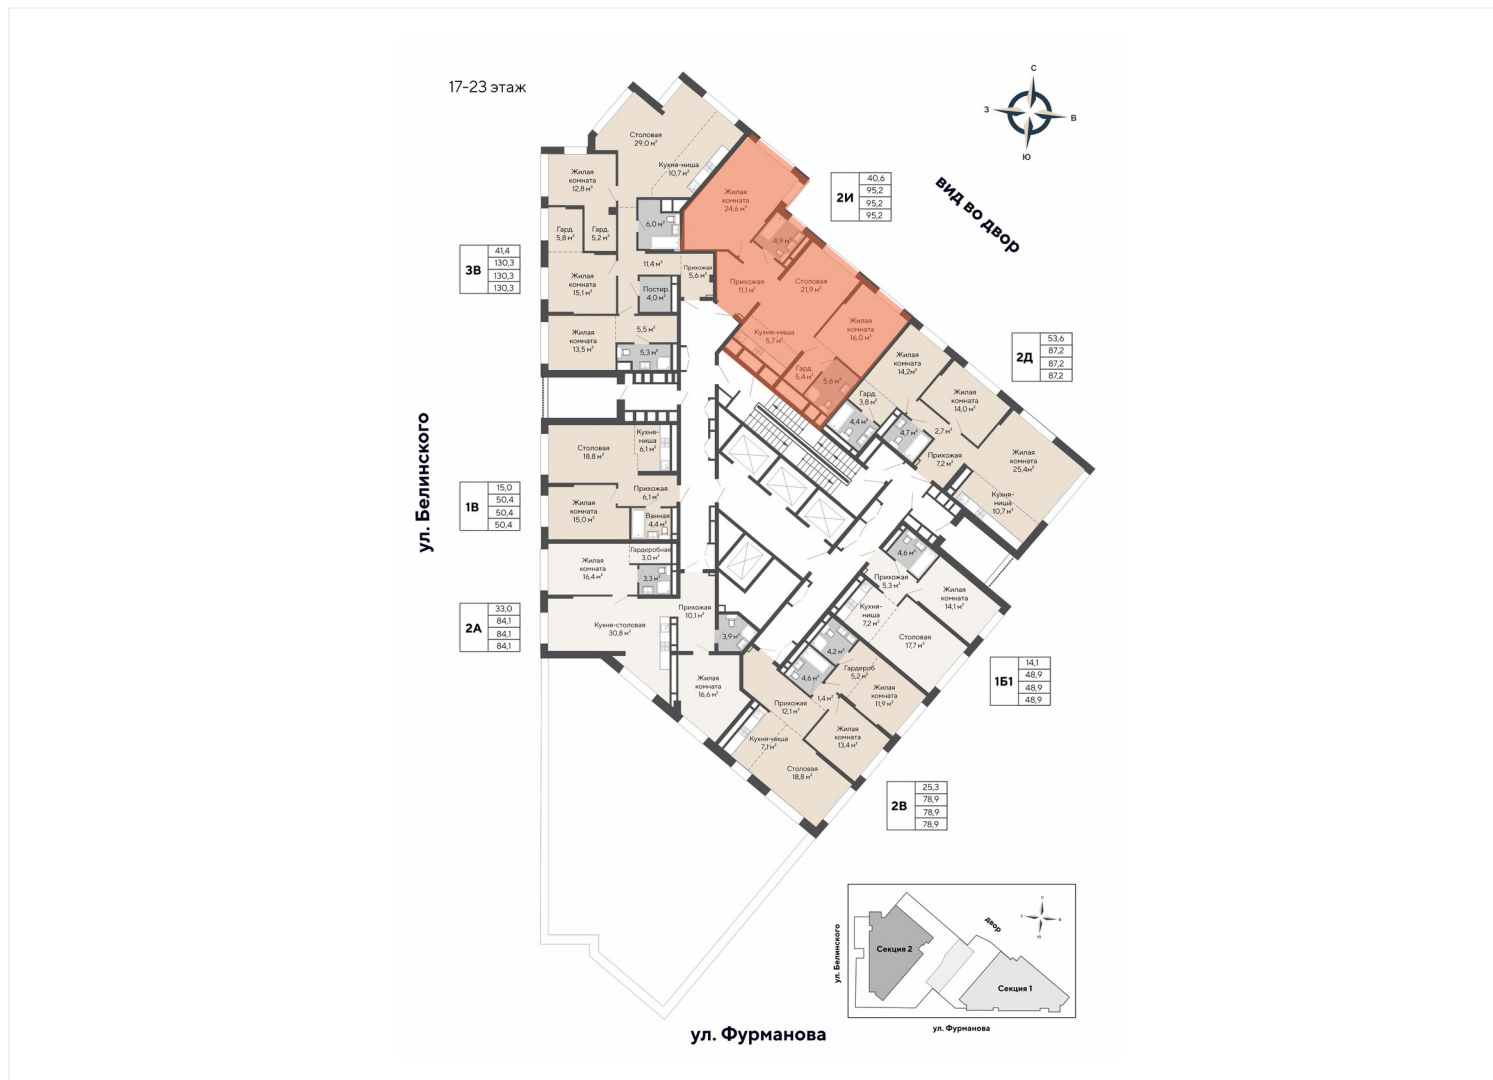 17-23 этаж
С
З
В
Ю
вид во двор
ул. Белинского
ул. Фурманова
Столовая
29,0 м²
Кухня-ниша
10,7 м²
Жилая
комната
12,8 м²
Гард.
5,8 м²
Гард.
5,2 м²
6,0 м²
11,4 м²
Прихожая
5,6 м²
Жилая
комната
15,1 м²
Постир.
4,0 м²
Жилая
комната
13,5 м²
5,5 м²
5,3 м²
3В
41,4
130,3
130,3
130,3
Жилая
комната
24,6 м²
4,9 м²
Прихожая
11,1 м²
Столовая
21,9 м²
Кухня-ниша
5,7 м²
Жилая
комната
16,0 м²
Гард.
5,4 м²
5,6 м²
2И
40,6
95,2
95,2
95,2
Жилая
комната
14,2м²
Жилая
комната
14,0 м²
Гард.
3,8 м²
4,4 м²
4,7 м²
2,7 м²
Прихожая
7,2 м²
Жилая
комната
25,4м²
Кухня-
ниша
10,7 м²
2Д
53,6
87,2
87,2
87,2
Столовая
18,8 м²
Кухня-
ниша
6,1 м²
Жилая
комната
15,0 м²
Прихожая
6,1 м²
Ванная
4,4 м²
1В
15,0
50,4
50,4
50,4
Жилая
комната
16,4 м²
Гардеробная
3,0 м²
3,3 м²
Кухня-столовая
30,8 м²
Прихожая
10,1 м²
3,9 м²
Жилая
комната
16,6 м²
2А
33,0
84,1
84,1
84,1
4,6 м²
Прихожая
5,3 м²
Жилая
комната
14,1 м²
Кухня-
ниша
7,2 м²
Столовая
17,7 м²
1Б1
14,1
48,9
48,9
48,9
4,2 м²
4,6 м²
Гардероб
5,2 м²
1,4 м²
Жилая
комната
11,9 м²
Прихожая
12,1 м²
Жилая
комната
13,4 м²
Кухня-ниша
7,1 м²
Столовая
18,8 м²
2В
25,3
78,9
78,9
78,9
Секция 2
двор
Секция 1
ул. Белинского
ул. Фурманова